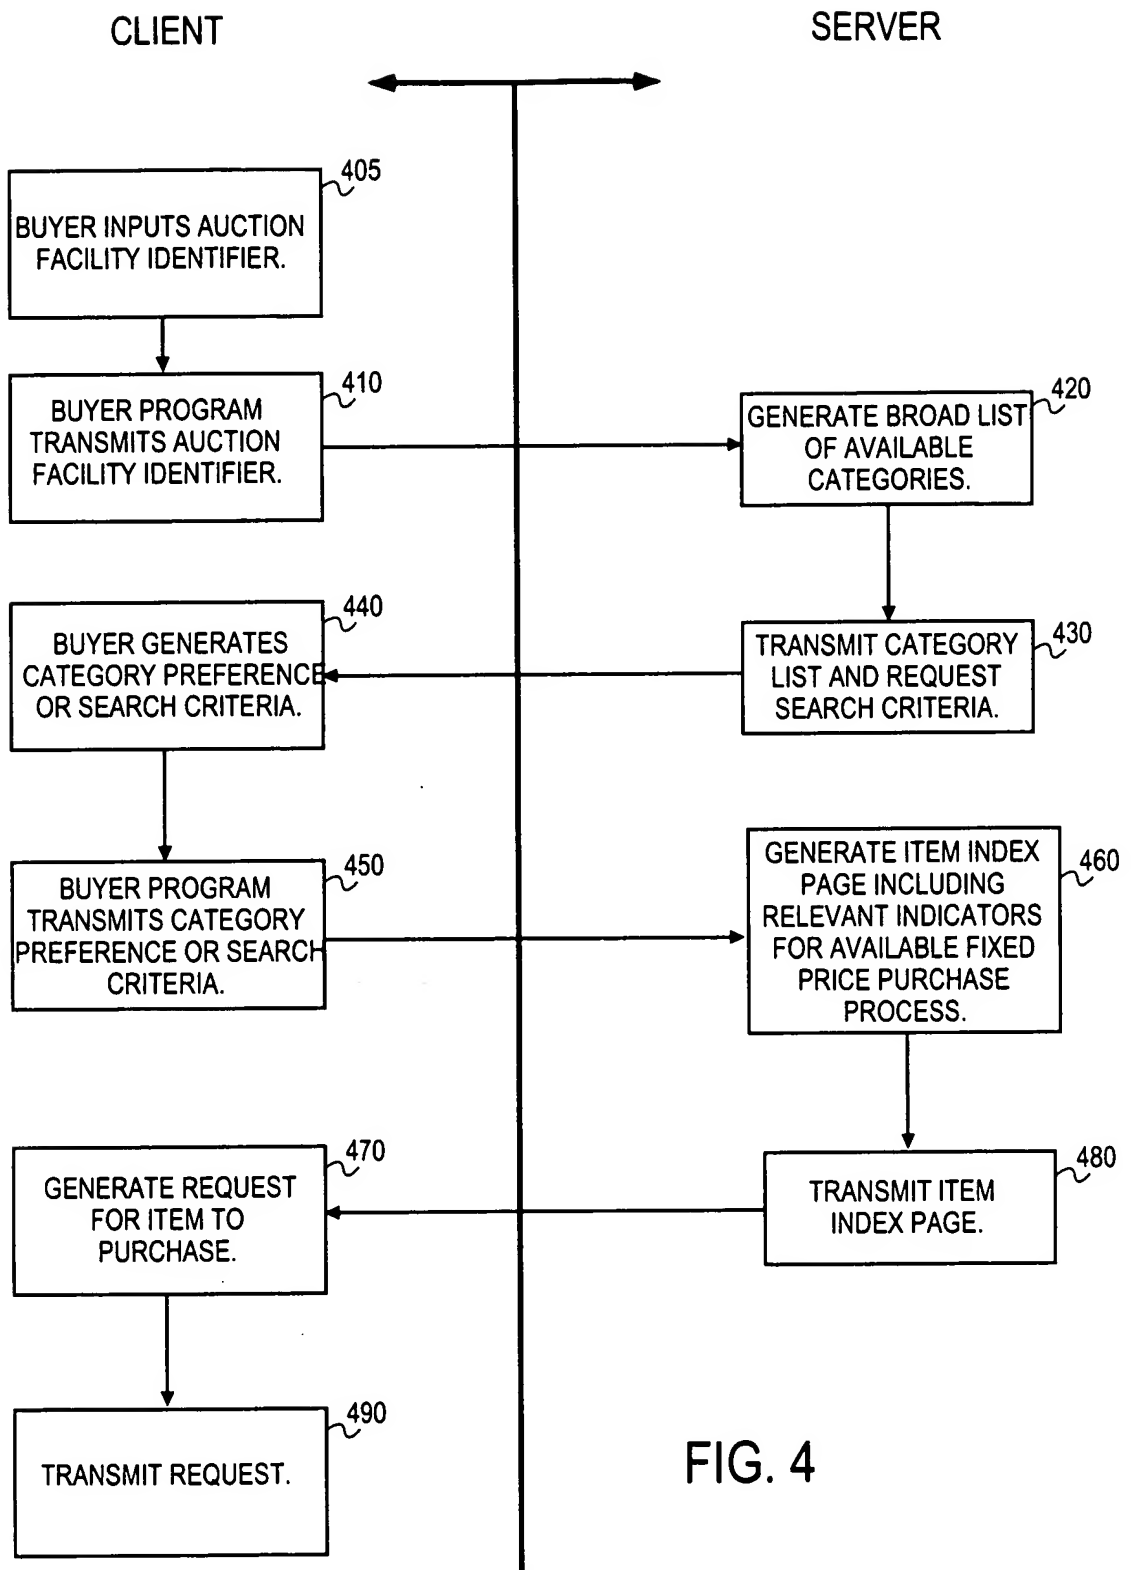 CLIENT
SERVER
405
BUYER INPUTS AUCTION
FACILITY IDENTIFIER.
410
BUYER PROGRAM
TRANSMITS AUCTION
FACILITY IDENTIFIER.
420
GENERATE BROAD LIST
OF AVAILABLE
CATEGORIES.
440
BUYER GENERATES
CATEGORY PREFERENCE
OR SEARCH CRITERIA.
430
TRANSMIT CATEGORY
LIST AND REQUEST
SEARCH CRITERIA.
450
BUYER PROGRAM
TRANSMITS CATEGORY
PREFERENCE OR SEARCH
CRITERIA.
460
GENERATE ITEM INDEX
PAGE INCLUDING
RELEVANT INDICATORS
FOR AVAILABLE FIXED
PRICE PURCHASE
PROCESS.
470
GENERATE REQUEST
FOR ITEM TO
PURCHASE.
480
TRANSMIT ITEM
INDEX PAGE.
490
TRANSMIT REQUEST.
FIG. 4